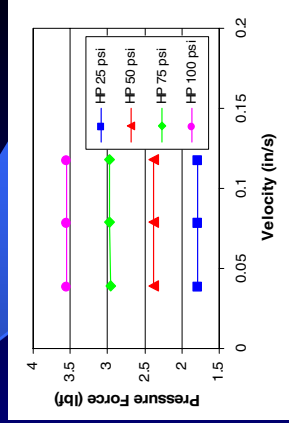 Pressure Force (lbf)
4
3.5
3
2.5
2
1.5
0
0.05
0.1
0.15
0.2
Velocity (in/s)
HP 25 psi
HP 50 psi
HP 75 psi
HP 100 psi